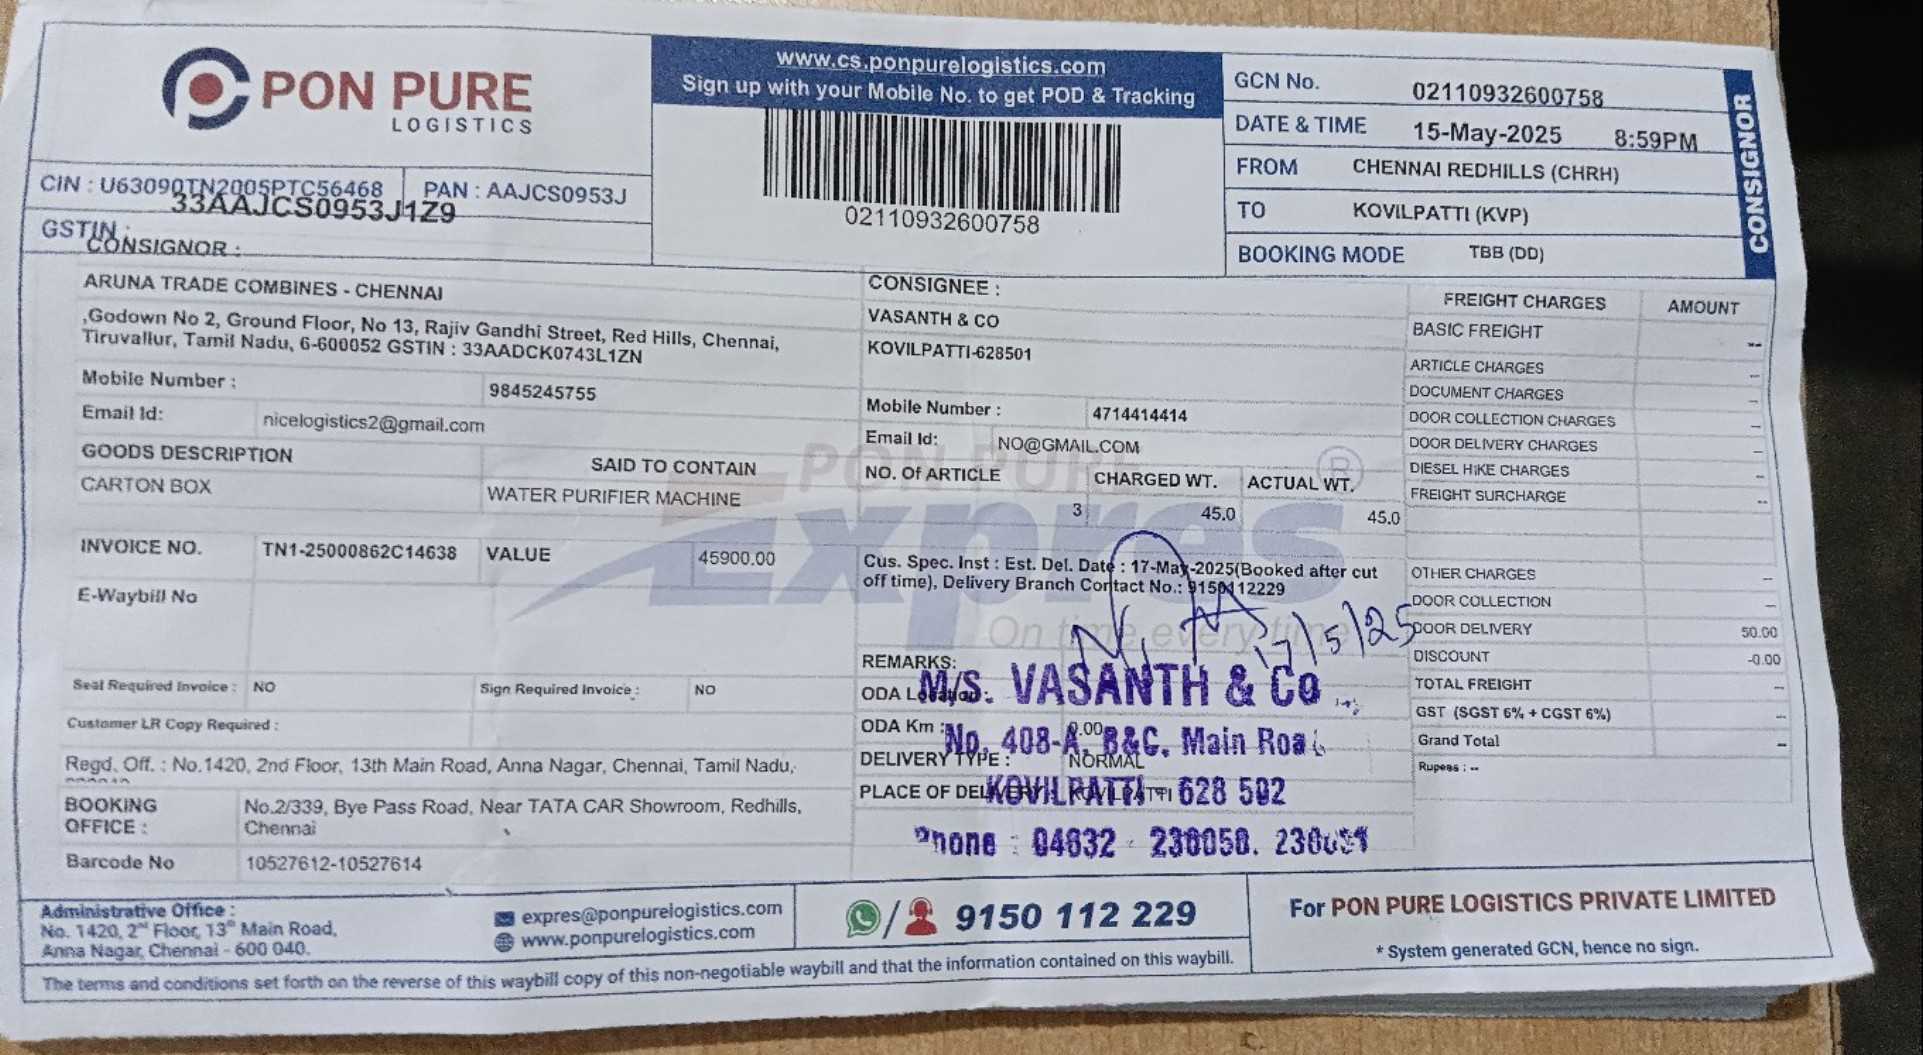 PON PURE
LOGISTICS
www.cs.ponpurelogistics.com
Sign up with your Mobile No. to get POD & Tracking
02110932600758
GCN No. 02110932600758
DATE & TIME 15-May-2025 8:59PM
FROM CHENNAI REDHILLS (CHRH)
TO KOVILPATTI (KVP)
BOOKING MODE TBB (DD)
CONSIGNOR
CIN : U63090TN2005PTC56468 PAN : AAJCS0953J
33AAJCS0953J1Z9
GSTIN :
CONSIGNOR :
ARUNA TRADE COMBINES - CHENNAI
,Godown No 2, Ground Floor, No 13, Rajiv Gandhi Street, Red Hills, Chennai,
Tiruvallur, Tamil Nadu, 6-600052 GSTIN : 33AADCK0743L1ZN
Mobile Number : 9845245755
Email Id: nicelogistics2@gmail.com
GOODS DESCRIPTION SAID TO CONTAIN
CARTON BOX WATER PURIFIER MACHINE
INVOICE NO. TN1-25000862C14638 VALUE 45900.00
E-Waybill No
Seal Required Invoice : NO Sign Required Invoice : NO
Customer LR Copy Required :
Regd. Off. : No.1420, 2nd Floor, 13th Main Road, Anna Nagar, Chennai, Tamil Nadu,
BOOKING OFFICE : No.2/339, Bye Pass Road, Near TATA CAR Showroom, Redhills,
Chennai
Barcode No 10527612-10527614
CONSIGNEE :
VASANTH & CO
KOVILPATTI-628501
Mobile Number : 4714414414
Email Id: NO@GMAIL.COM
NO. Of ARTICLE CHARGED WT. ACTUAL WT.
3 45.0 45.0
PON PURE
Expres
On time every time
Cus. Spec. Inst : Est. Del. Date : 17-May-2025(Booked after cut
off time), Delivery Branch Contact No.: 9150112229
17/5/25
REMARKS:
ODA Location:
ODA Km : 0.00
DELIVERY TYPE : NORMAL
PLACE OF DELIVERY KOVILPATTI
M/S. VASANTH & Co
No. 408-A, B&C, Main Road
KOVILPATTI - 628 502
Phone : 04632 - 230058,
FREIGHT CHARGES AMOUNT
BASIC FREIGHT --
ARTICLE CHARGES --
DOCUMENT CHARGES --
DOOR COLLECTION CHARGES --
DOOR DELIVERY CHARGES --
DIESEL HIKE CHARGES --
FREIGHT SURCHARGE --
OTHER CHARGES --
DOOR COLLECTION --
DOOR DELIVERY 50.00
DISCOUNT -0.00
TOTAL FREIGHT --
GST (SGST 6% + CGST 6%) --
Grand Total --
Rupees : --
Administrative Office :
No. 1420, 2nd Floor, 13th Main Road,
Anna Nagar, Chennai - 600 040.
expres@ponpurelogistics.com
www.ponpurelogistics.com
/ 9150 112 229
For PON PURE LOGISTICS PRIVATE LIMITED
* System generated GCN, hence no sign.
The terms and conditions set forth on the reverse of this waybill copy of this non-negotiable waybill and that the information contained on this waybill.